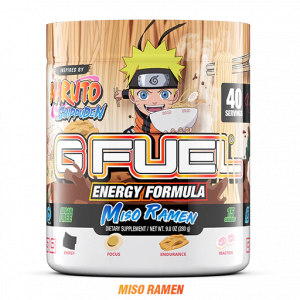 INSPIRED BY
NARUTO
SHIPPUDEN
40
SERVINGS
G FUEL
ENERGY FORMULA
MISO RAMEN
DIETARY SUPPLEMENT / NET WT. 9.8 OZ (280 G)
ENERGY
FOCUS
ENDURANCE
REACTION
MISO RAMEN